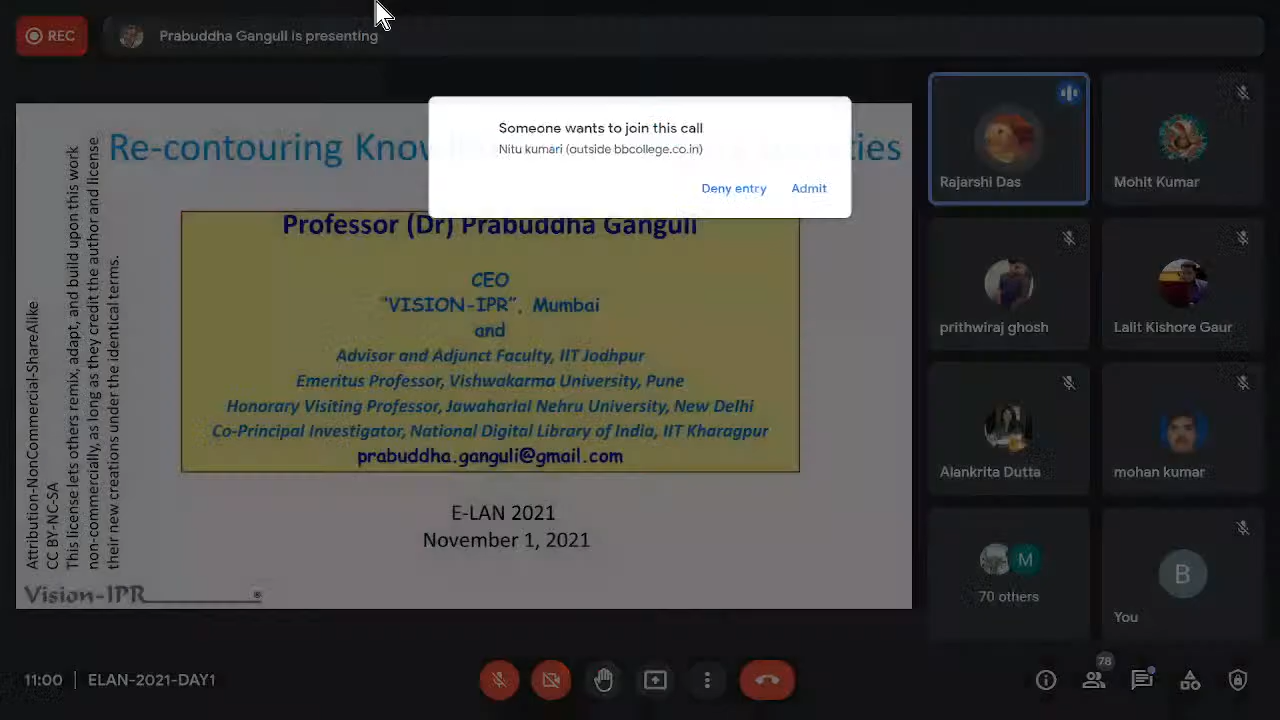 REC
Prabuddha Ganguli is presenting
Someone wants to join this call
Nitu kumari (outside bbcollege.co.in)
Deny entry
Admit
Re-contouring
Professor (Dr) Prabuddha Ganguli
CEO
"VISION-IPR", Mumbai
and
Advisor and Adjunct Faculty, IIT Jodhpur
Emeritus Professor, Vishwakarma University, Pune
Honorary Visiting Professor, Jawaharlal Nehru University, New Delhi
Co-Principal Investigator, National Digital Library of India, IIT Kharagpur
prabuddha.ganguli@gmail.com
E-LAN 2021
November 1, 2021
Attribution-NonCommercial-ShareAlike
CC BY-NC-SA
This license lets others remix, adapt, and build upon this work
non-commercially, as long as they credit the author and license
their new creations under the identical terms.
Vision-IPR
Rajarshi Das
Mohit Kumar
prithwiraj ghosh
Lalit Kishore Gaur
Alankrita Dutta
mohan kumar
M
70 others
B
You
11:00 | ELAN-2021-DAY1
78